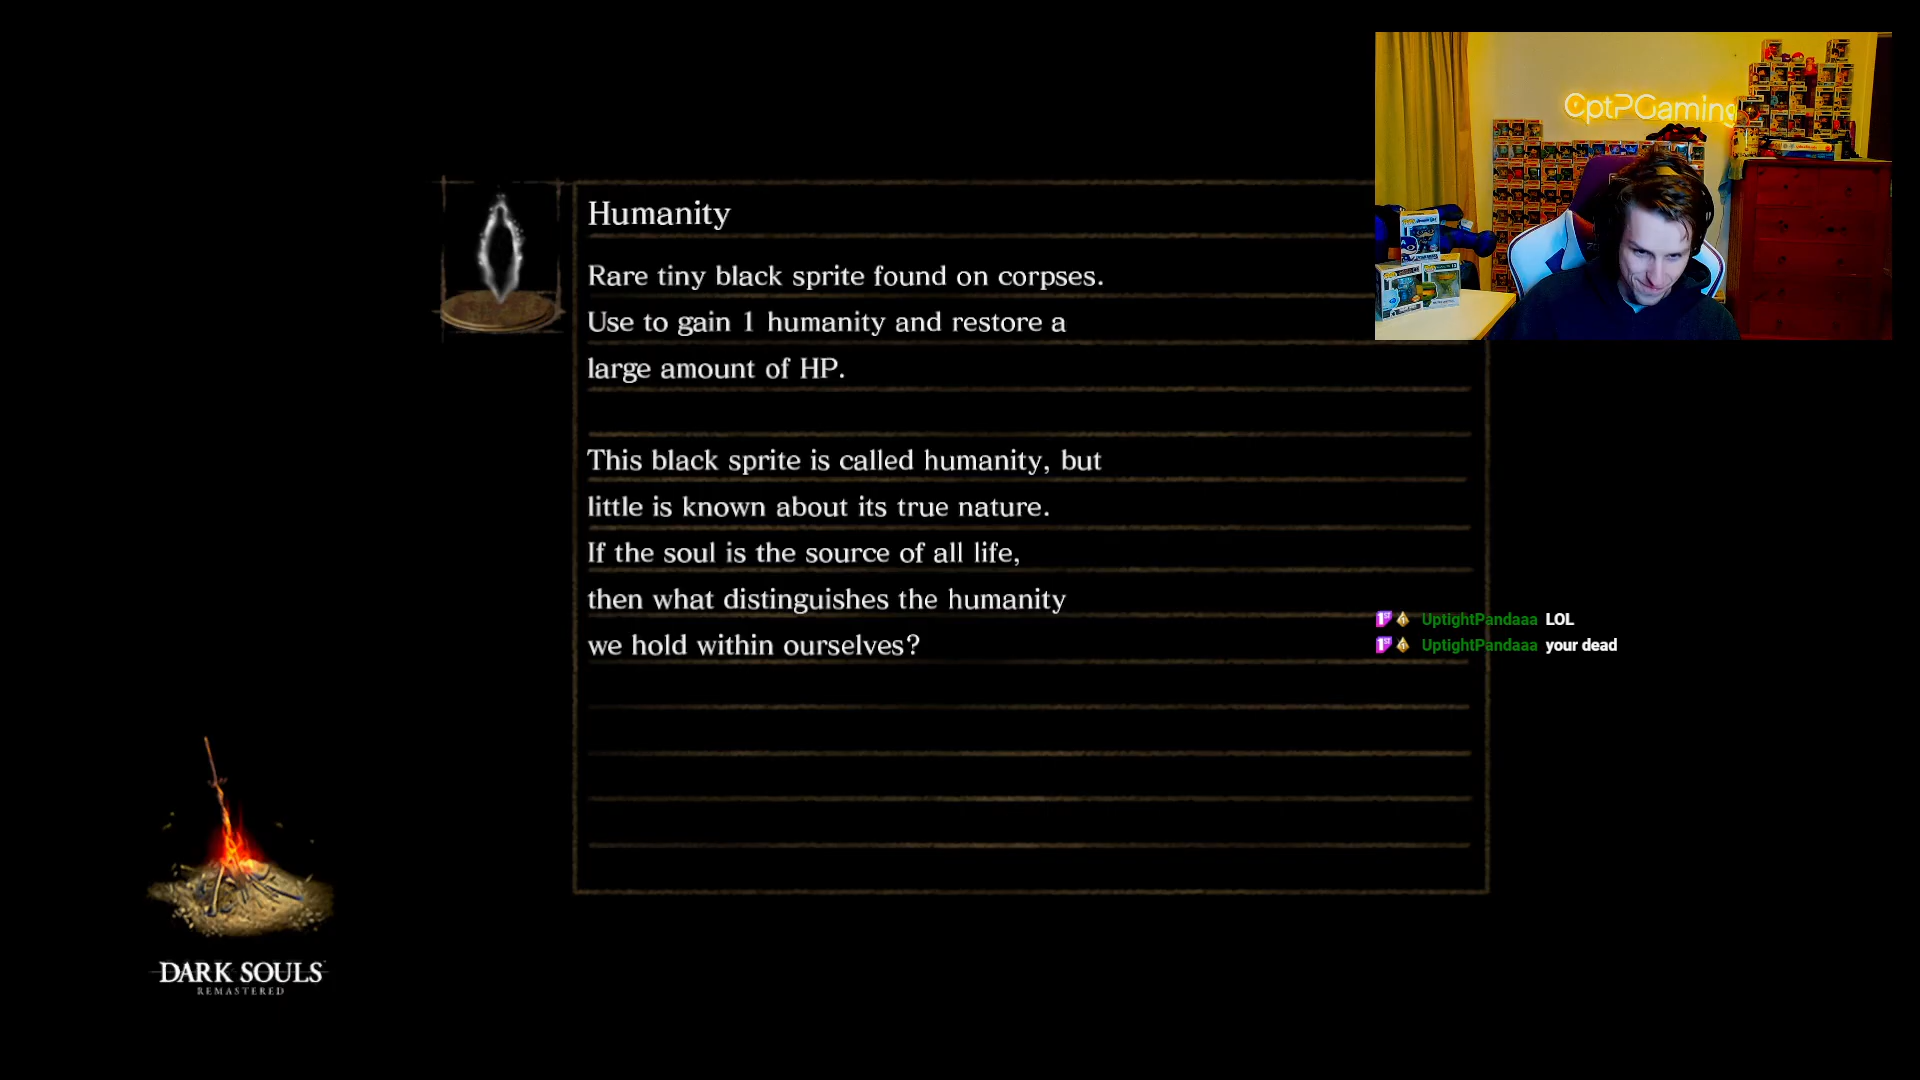 CptPGaming
Humanity
Rare tiny black sprite found on corpses.
Use to gain 1 humanity and restore a
large amount of HP.
This black sprite is called humanity, but
little is known about its true nature.
If the soul is the source of all life,
then what distinguishes the humanity
we hold within ourselves?
UptightPandaaa LOL
UptightPandaaa your dead
DARK SOULS
REMASTERED